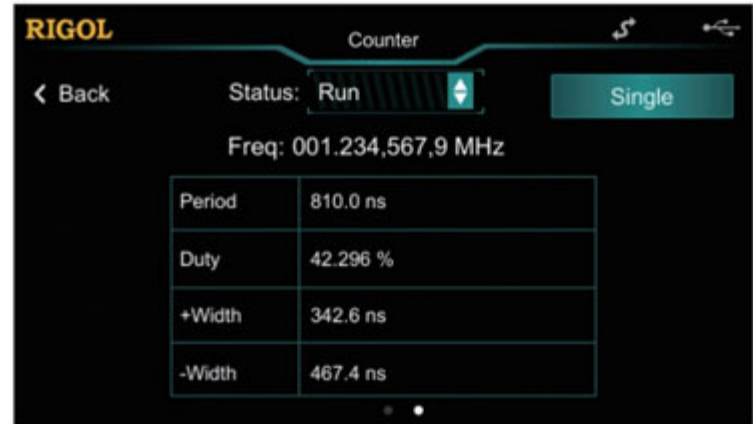 RIGOL
Counter
Back
Status: Run
Single
Freq: 001.234,567,9 MHz
Period 810.0 ns
Duty 42.296 %
+Width 342.6 ns
-Width 467.4 ns